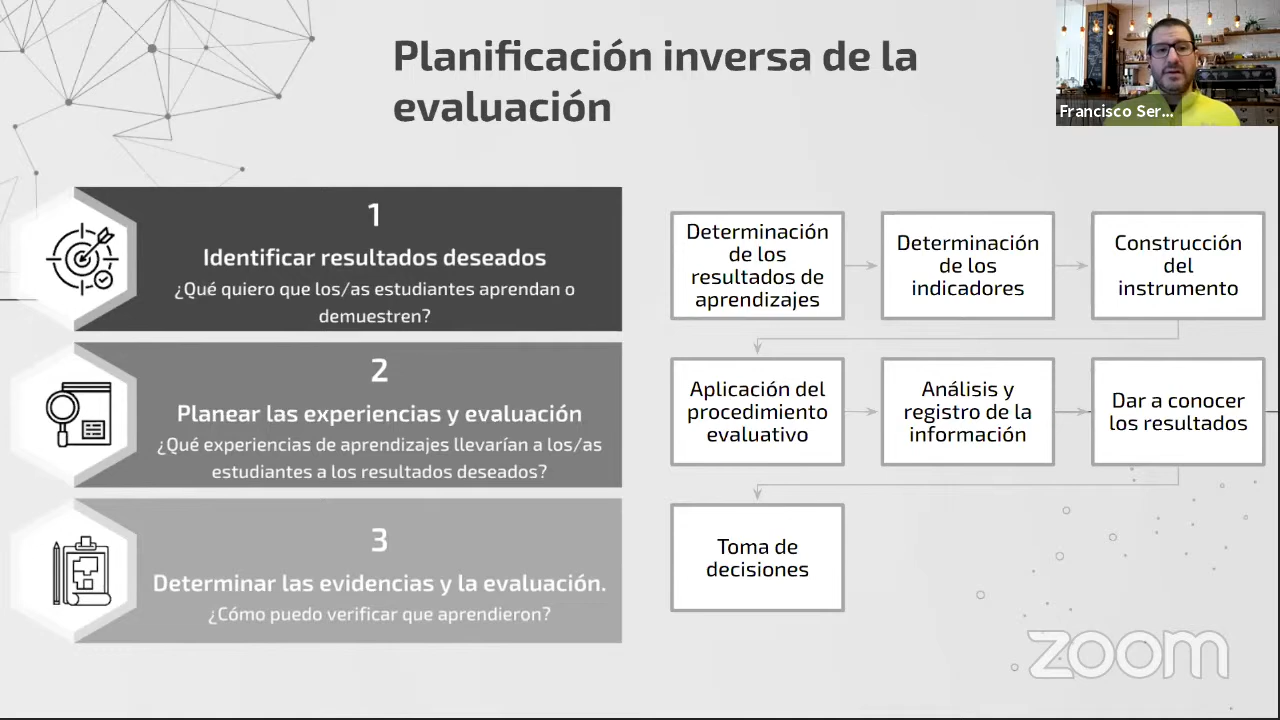 Planificación inversa de la
evaluación
Francisco Ser...
1
Identificar resultados deseados
¿Qué quiero que los/as estudiantes aprendan o
demuestren?
2
Planear las experiencias y evaluación
¿Qué experiencias de aprendizajes llevarían a los/as
estudiantes a los resultados deseados?
3
Determinar las evidencias y la evaluación.
¿Cómo puedo verificar que aprendieron?
Determinación
de los
resultados de
aprendizajes
Determinación
de los
indicadores
Construcción
del
instrumento
Aplicación del
procedimiento
evaluativo
Análisis y
registro de la
información
Dar a conocer
los resultados
Toma de
decisiones
zoom